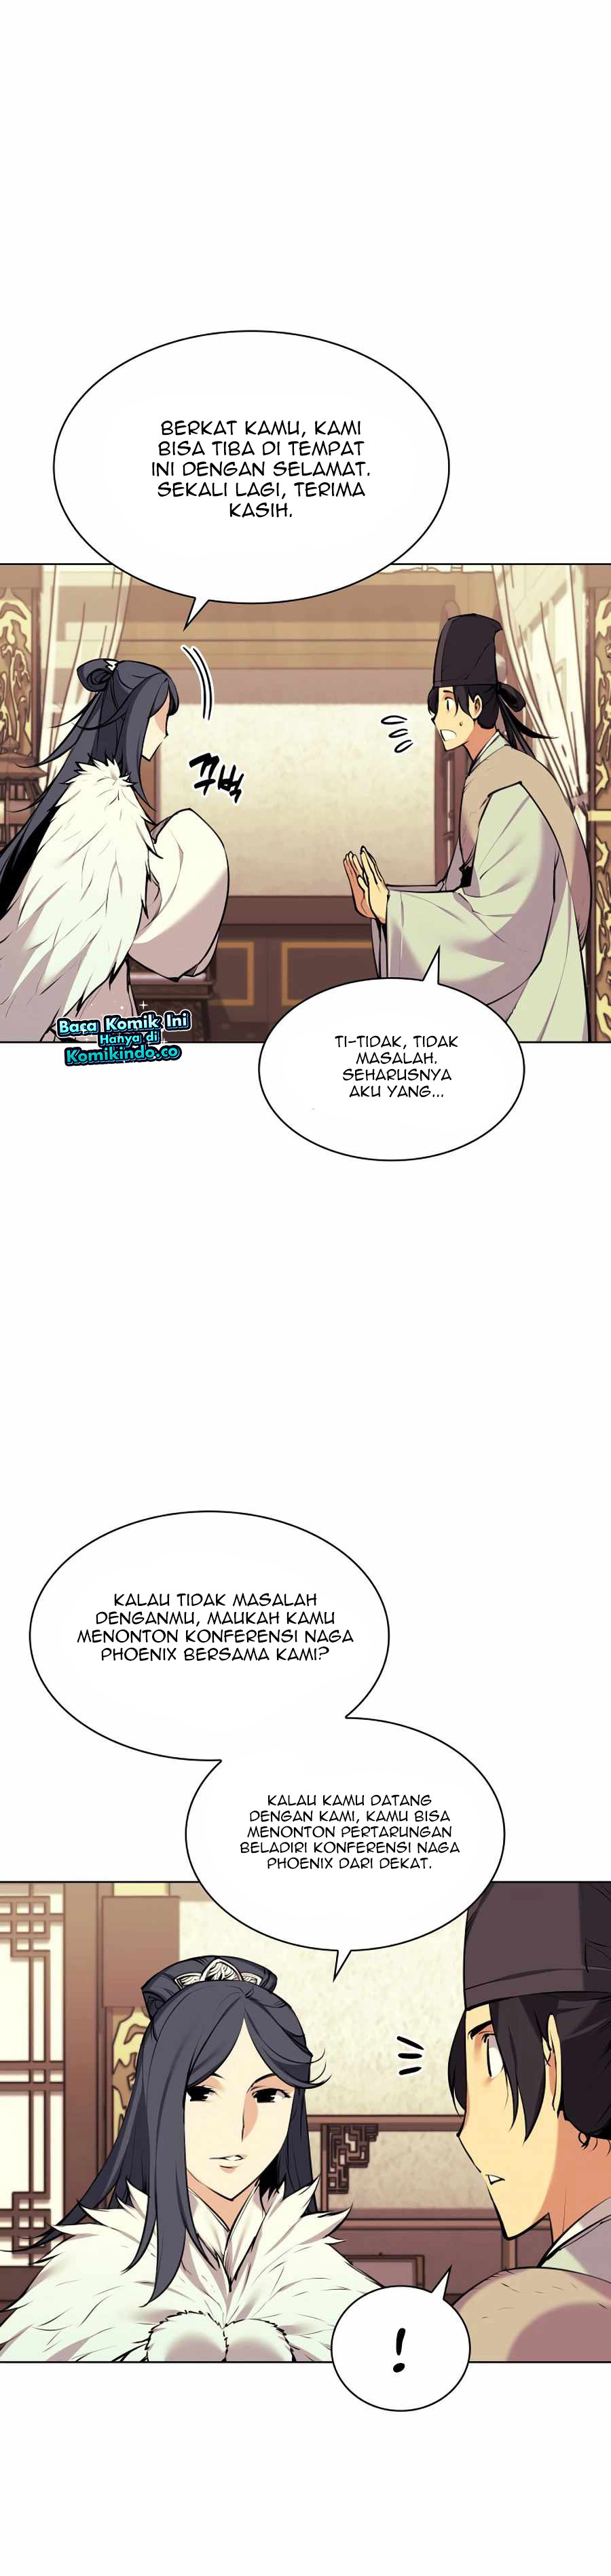 BERKAT KAMU, KAMI
BISA TIBA DI TEMPAT
INI DENGAN SELAMAT.
SEKALI LAGI, TERIMA
KASIH.
꾸벅
Baca Komik Ini
Hanya di
Komikindo.co
TI-TIDAK, TIDAK
MASALAH.
SEHARUSNYA
AKU YANG...
KALAU TIDAK MASALAH
DENGANMU, MAUKAH KAMU
MENONTON KONFERENSI NAGA
PHOENIX BERSAMA KAMI?
KALAU KAMU DATANG
DENGAN KAMI, KAMU BISA
MENONTON PERTARUNGAN
BELADIRI KONFERENSI NAGA
PHOENIX DARI DEKAT.
!